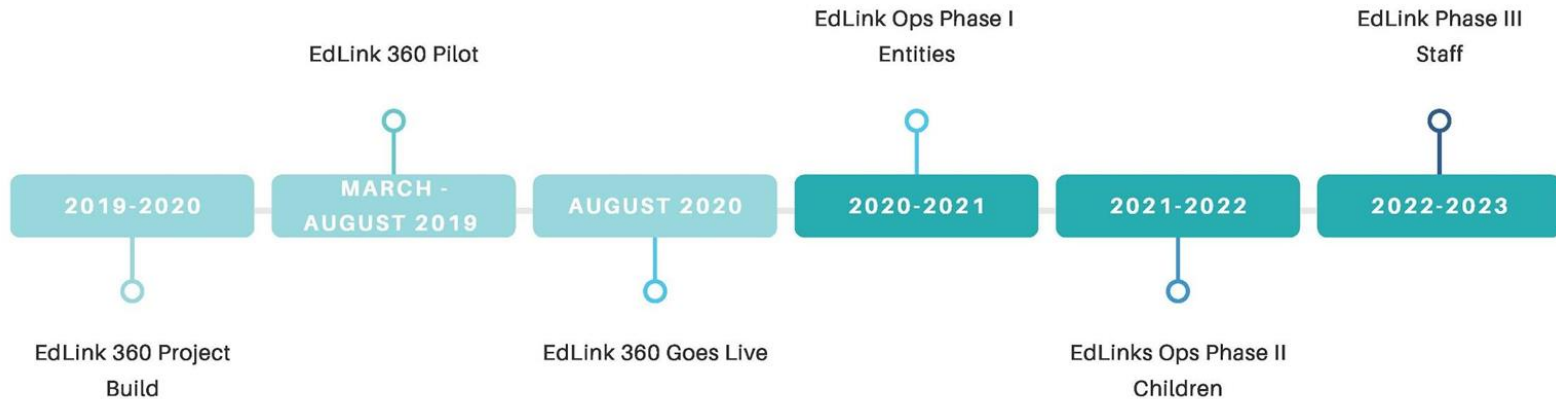 EdLink Ops Phase I
Entities
EdLink Phase III
Staff
EdLink 360 Pilot
2019-2020
MARCH -
AUGUST 2019
AUGUST 2020
2020-2021
2021-2022
2022-2023
EdLink 360 Project
Build
EdLink 360 Goes Live
EdLinks Ops Phase II
Children